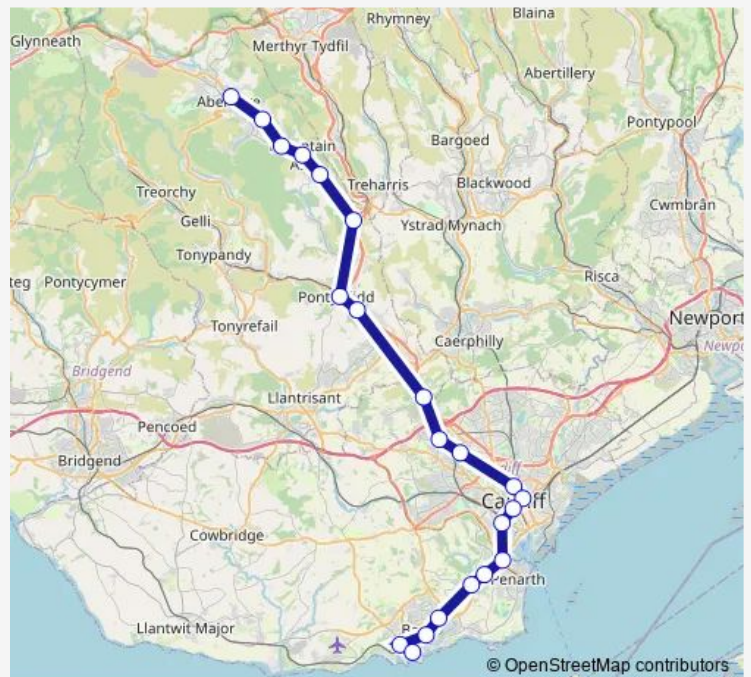 Rhymney
Blaina
Glynneath
Merthyr Tydfil
Abertillery
Pontypool
Bargoed
Treorchy
Treharris
Blackwood
Cwmbrân
Gelli
Ystrad Mynach
Tonypandy
Risca
Pontycymer
Newport
Tonyrefail
Caerphilly
Bridgend
Llantrisant
Pencoed
Bridgend
Cowbridge
Penarth
Llantwit Major
© OpenStreetMap contributors